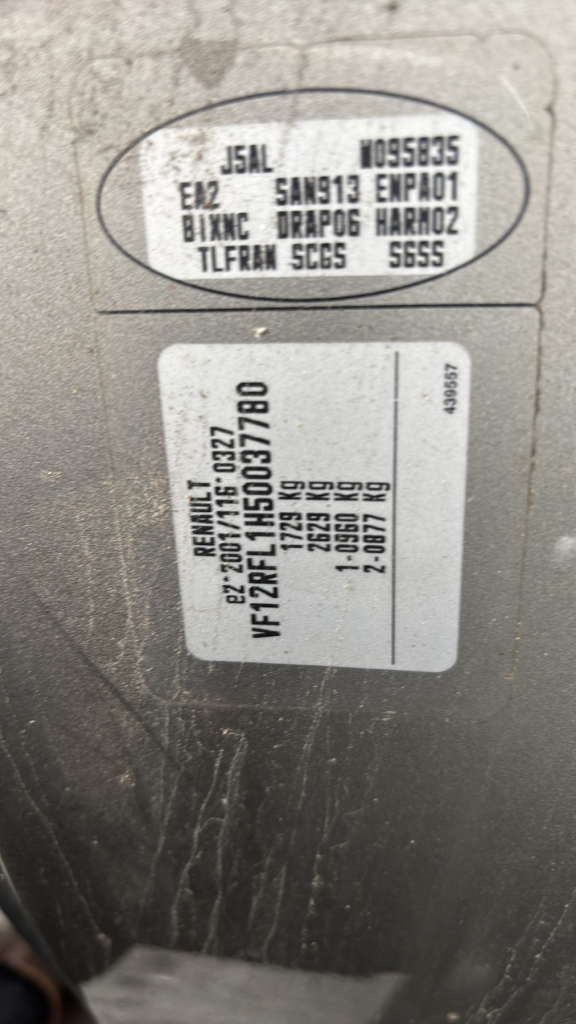 J5AL W095835
EA2 SAN913 ENPA01
BIXNC DRAP06 HARM02
TLFRAN SCGS SGSS
RENAULT
e2*2001/116*0327
VF12RFL1H50037780
1729 Kg
2629 Kg
1-0960 Kg
2-0877 Kg
439557